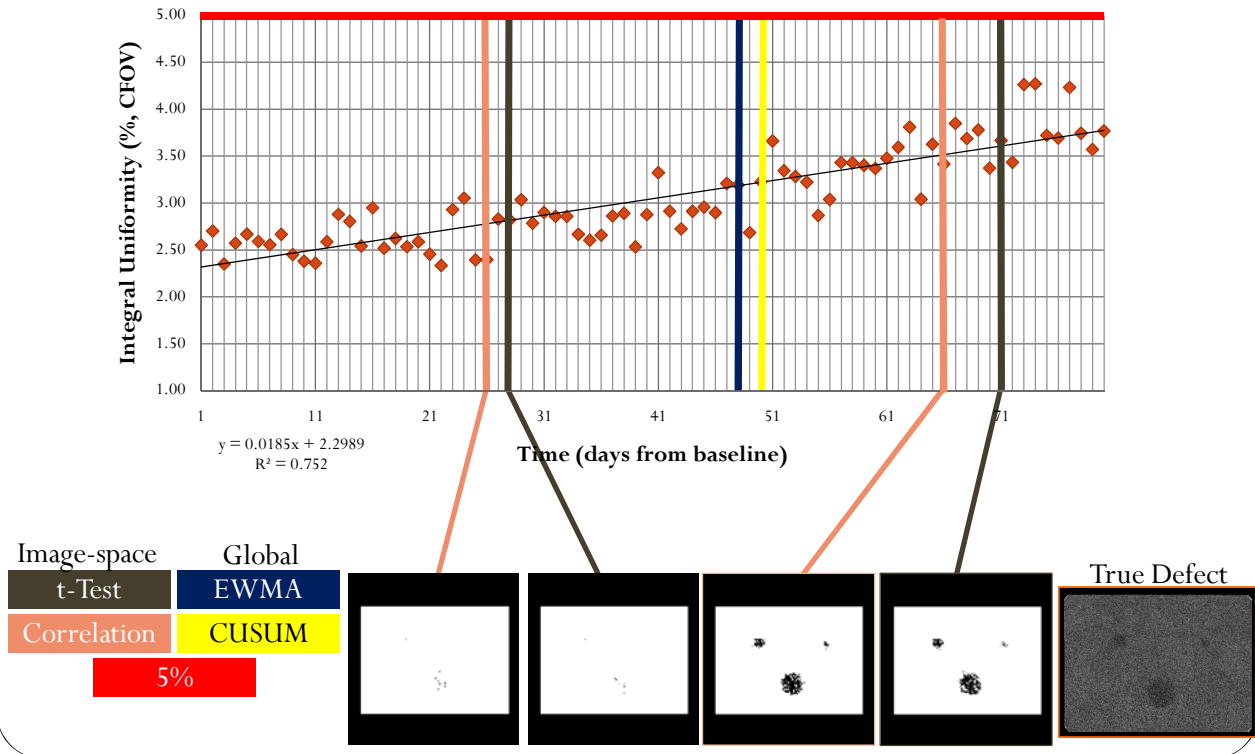 5.00
4.50
4.00
3.50
3.00
2.50
2.00
1.50
1.00
Integral Uniformity (%, CFOV)
1 11 21 31 41 51 61 71
y = 0.0185x + 2.2989
R² = 0.752
Time (days from baseline)
Image-space Global
t-Test EWMA
Correlation CUSUM
5%
True Defect